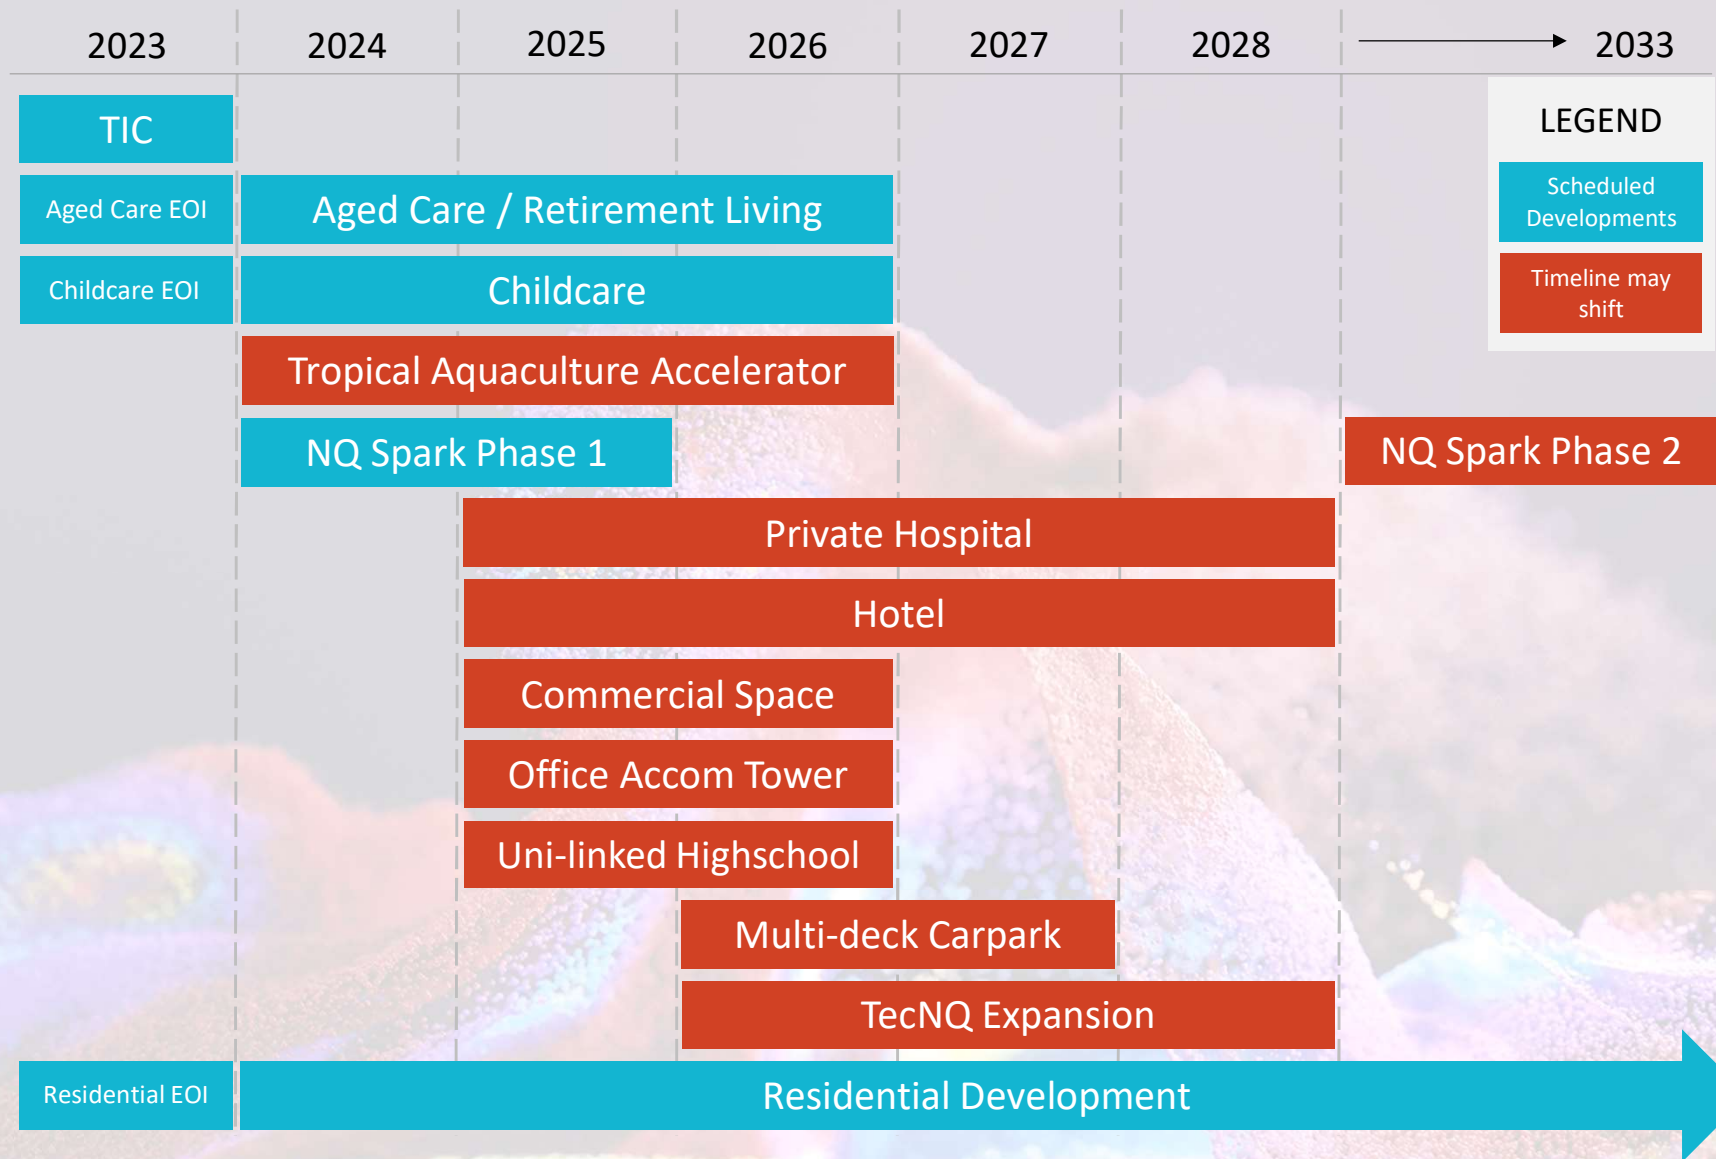 2023 2024 2025 2026 2027 2028 2033
LEGEND
Scheduled
Developments
Timeline may
shift
TIC
Aged Care EOI Aged Care / Retirement Living
Childcare EOI Childcare
Tropical Aquaculture Accelerator
NQ Spark Phase 1 NQ Spark Phase 2
Private Hospital
Hotel
Commercial Space
Office Accom Tower
Uni-linked Highschool
Multi-deck Carpark
TecNQ Expansion
Residential EOI Residential Development